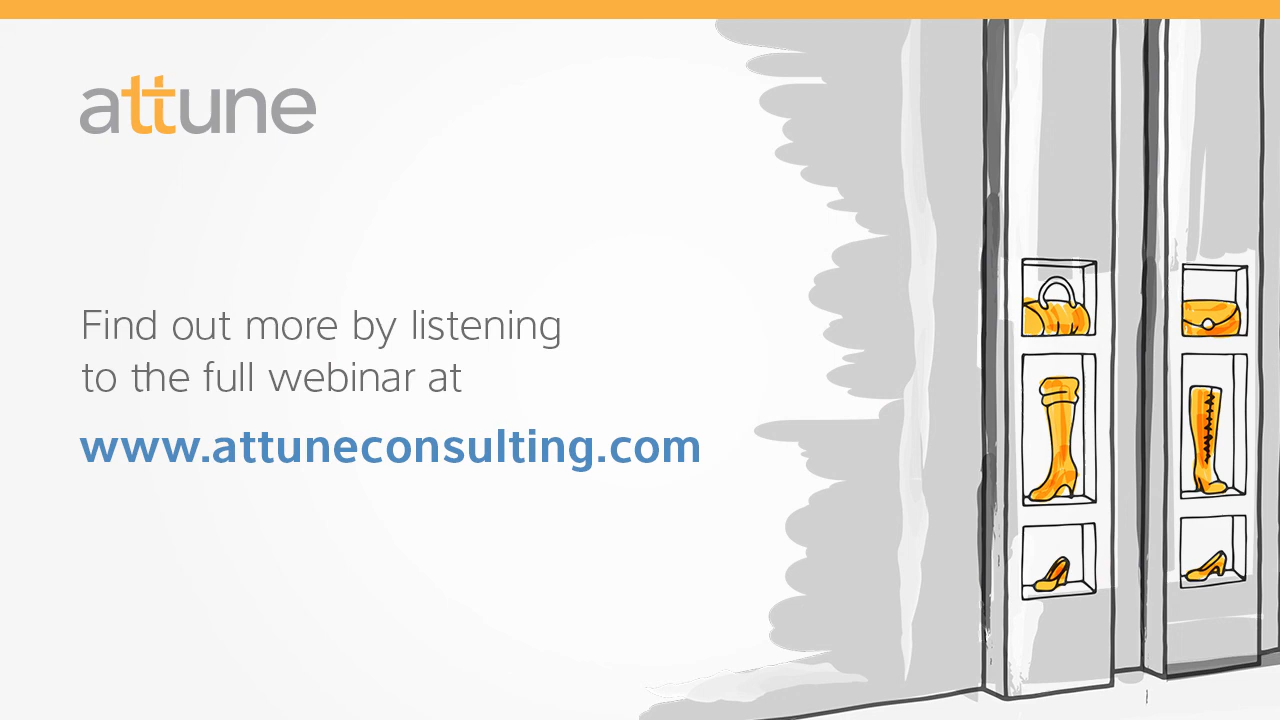 attune
Find out more by listening
to the full webinar at
www.attuneconsulting.com